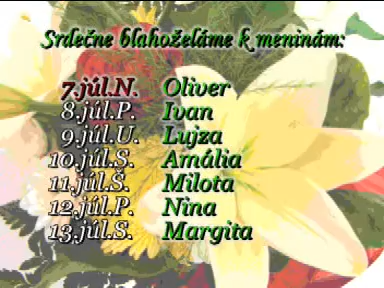 Srdečne blahoželáme k meninám:
7.júl.N. Oliver
8.júl.P. Ivan
9.júl.U. Lujza
10.júl.S. Amália
11.júl.Š. Milota
12.júl.P. Nina
13.júl.S. Margita